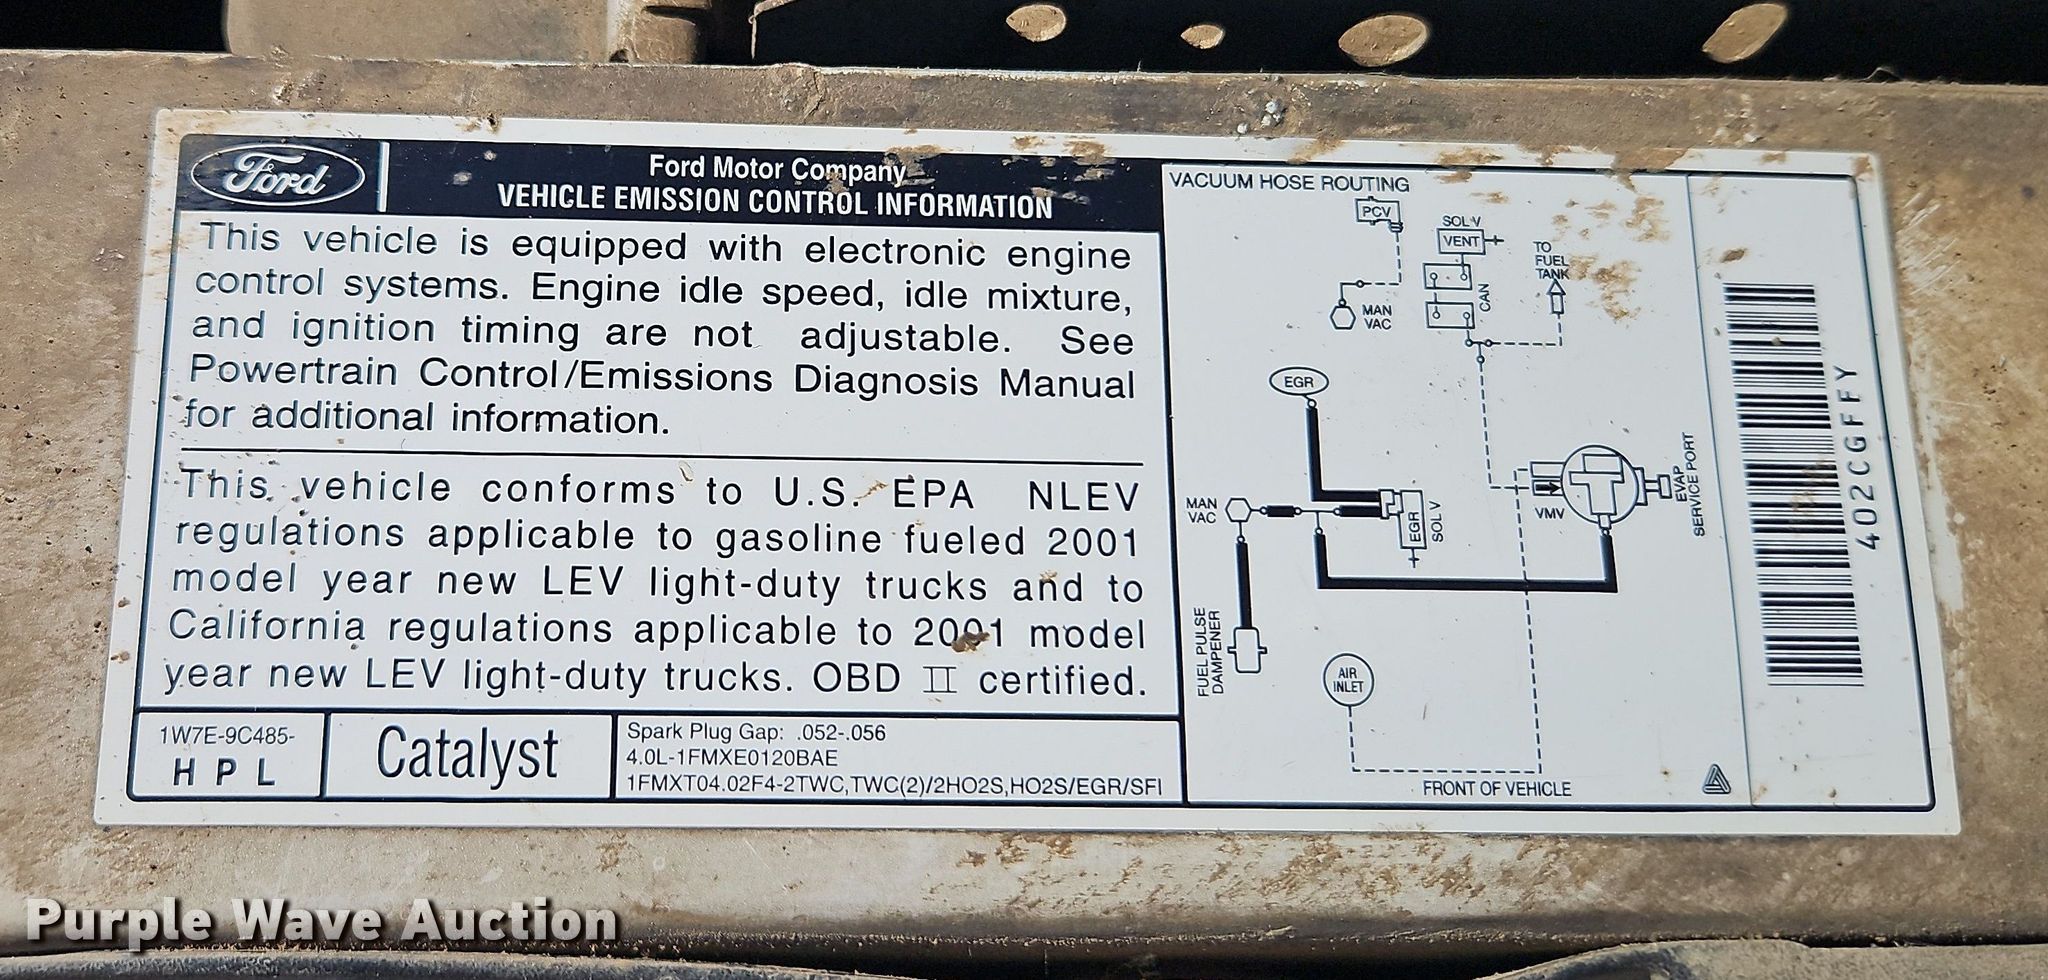 Ford
Ford Motor Company
VEHICLE EMISSION CONTROL INFORMATION
This vehicle is equipped with electronic engine
control systems. Engine idle speed, idle mixture,
and ignition timing are not adjustable. See
Powertrain Control/Emissions Diagnosis Manual
for additional information.
This vehicle conforms to U.S. EPA NLEV
regulations applicable to gasoline fueled 2001
model year new LEV light-duty trucks and to
California regulations applicable to 2001 model
year new LEV light-duty trucks. OBD II certified.
1W7E-9C485-
HPL
Catalyst
Spark Plug Gap: .052-.056
4.0L-1FMXE0120BAE
1FMXT04.02F4-2TWC,TWC(2)/2HO2S,HO2S/EGR/SFI
VACUUM HOSE ROUTING
PCV
SOL V
VENT
TO
FUEL
TANK
CAN
MAN
VAC
EGR
MAN
VAC
EGR
SOL V
VMV
EVAP
SERVICE PORT
FUEL PULSE
DAMPENER
AIR
INLET
FRONT OF VEHICLE
402CGFFY
Purple Wave Auction